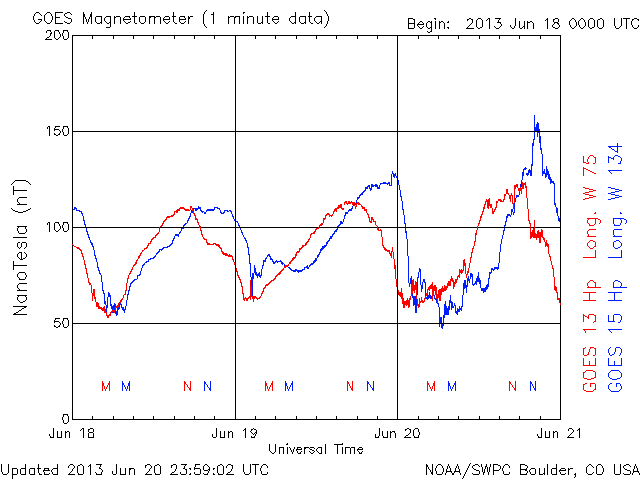 GOES Magnetometer (1 minute data)
Begin: 2013 Jun 18 0000 UTC
200
150
100
50
0
NanoTesla (nT)
M M N N M M N N M M N N
Jun 18 Jun 19 Jun 20 Jun 21
Universal Time
GOES 13 Hp Long. W 75
GOES 15 Hp Long. W 134
Updated 2013 Jun 20 23:59:02 UTC
NOAA/SWPC Boulder, CO USA